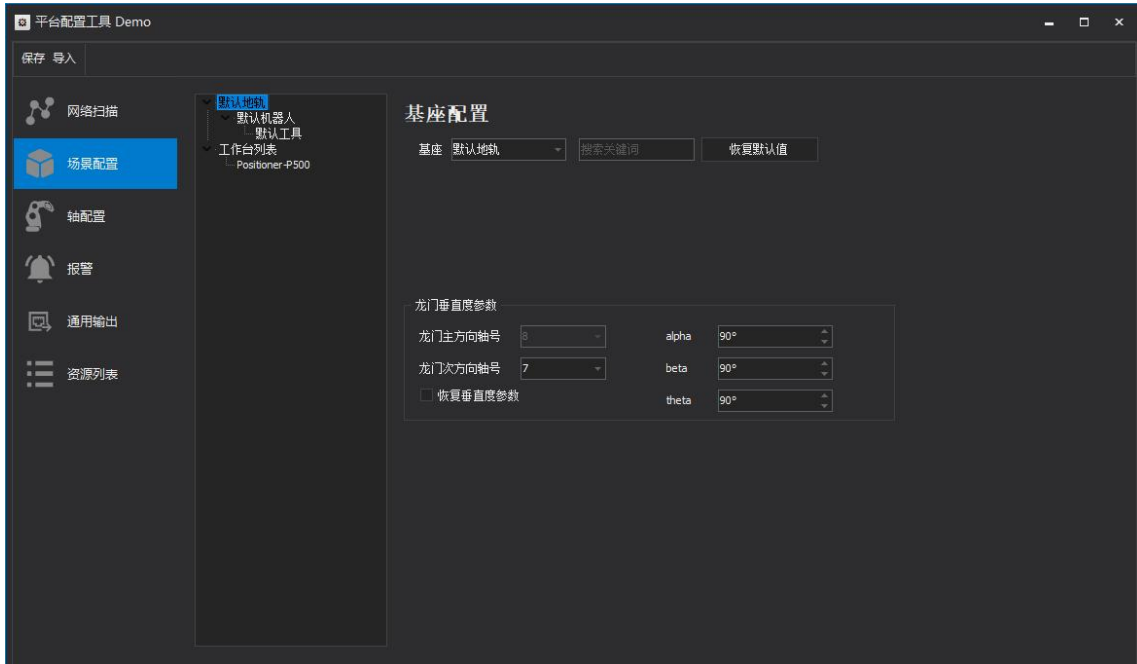 平台配置工具 Demo
保存 导入
网络扫描
场景配置
轴配置
报警
通用输出
资源列表
默认地轨
默认机器人
默认工具
工作台列表
Positioner-P500
基座配置
基座 默认地轨 搜索关键词 恢复默认值
龙门垂直度参数
龙门主方向轴号 8 alpha 90°
龙门次方向轴号 7 beta 90°
恢复垂直度参数 theta 90°